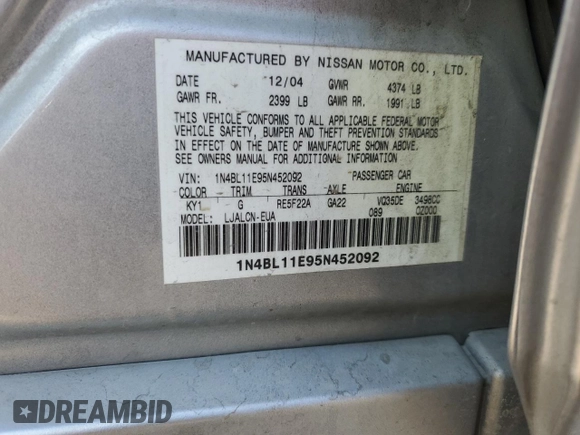 MANUFACTURED BY NISSAN MOTOR CO., LTD.
DATE 12/04 GVWR 4374 LB
GAWR FR. 2399 LB GAWR RR. 1991 LB
THIS VEHICLE CONFORMS TO ALL APPLICABLE FEDERAL MOTOR
VEHICLE SAFETY, BUMPER AND THEFT PREVENTION STANDARDS
IN EFFECT ON THE DATE OF MANUFACTURE SHOWN ABOVE.
SEE OWNERS MANUAL FOR ADDITIONAL INFORMATION
VIN: 1N4BL11E95N452092 PASSENGER CAR
COLOR TRIM TRANS AXLE ENGINE
KY1 G RE5F22A GA22 VQ35DE 3498CC
MODEL: LJALCN-EUA 089 0Z000
1N4BL11E95N452092
DREAMBID